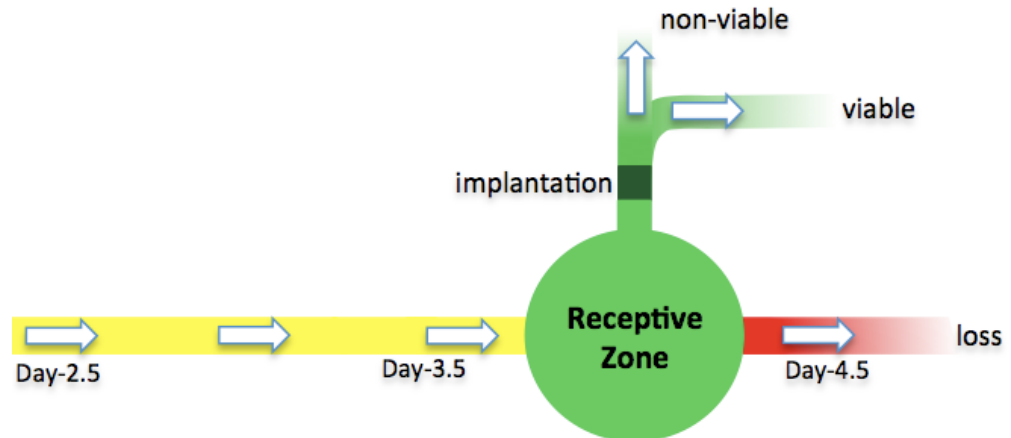 non-viable
viable
implantation
Receptive
Zone
loss
Day-2.5
Day-3.5
Day-4.5